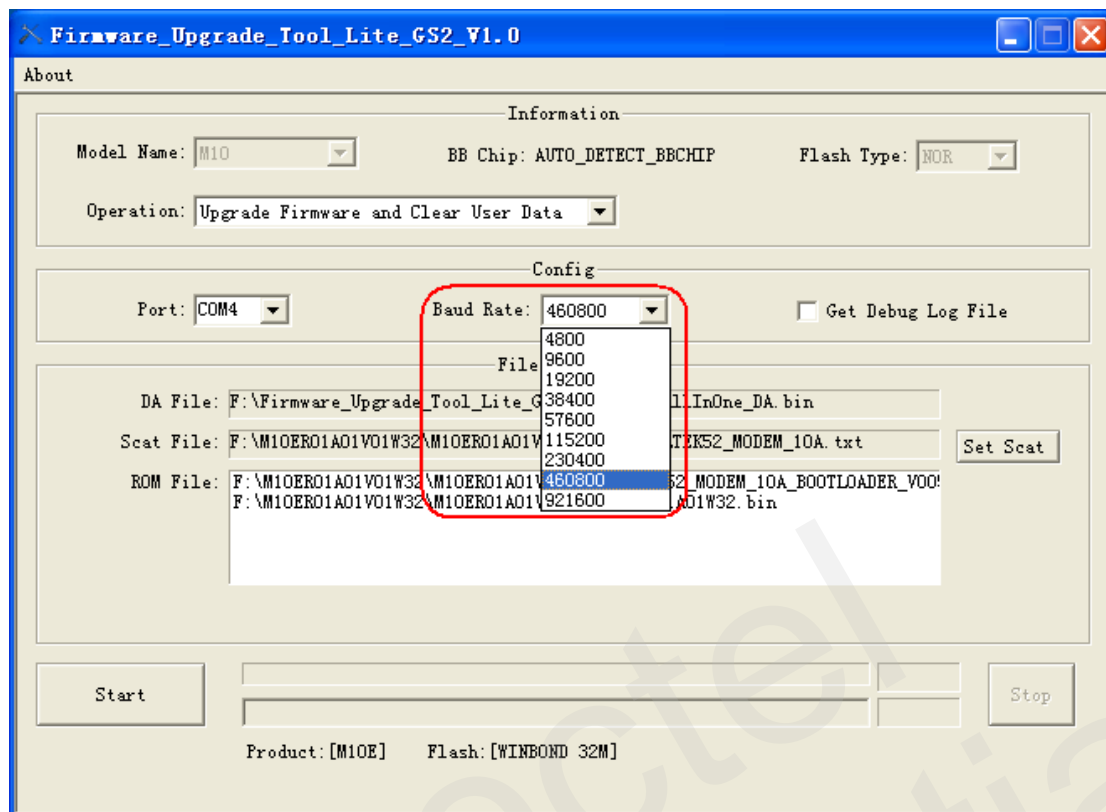 Firmware_Upgrade_Tool_Lite_GS2_V1.0
About
Information
Model Name: M10
BB Chip: AUTO_DETECT_BBCHIP
Flash Type: NOR
Operation: Upgrade Firmware and Clear User Data
Config
Port: COM4
Baud Rate: 460800
Get Debug Log File
4800
9600
19200
38400
57600
115200
230400
460800
921600
File
DA File: F:\Firmware_Upgrade_Tool_Lite_G llInOne_DA.bin
Scat File: F:\M10ER01A01V01W32\M10ER01A01V TEK52_MODEM_10A.txt
Set Scat
ROM File: F:\M10ER01A01V01W32\M10ER01A01V 52_MODEM_10A_BOOTLOADER_V005
F:\M10ER01A01V01W32\M10ER01A01V A01W32.bin
Start
Stop
Product:[M10E] Flash:[WINBOND 32M]